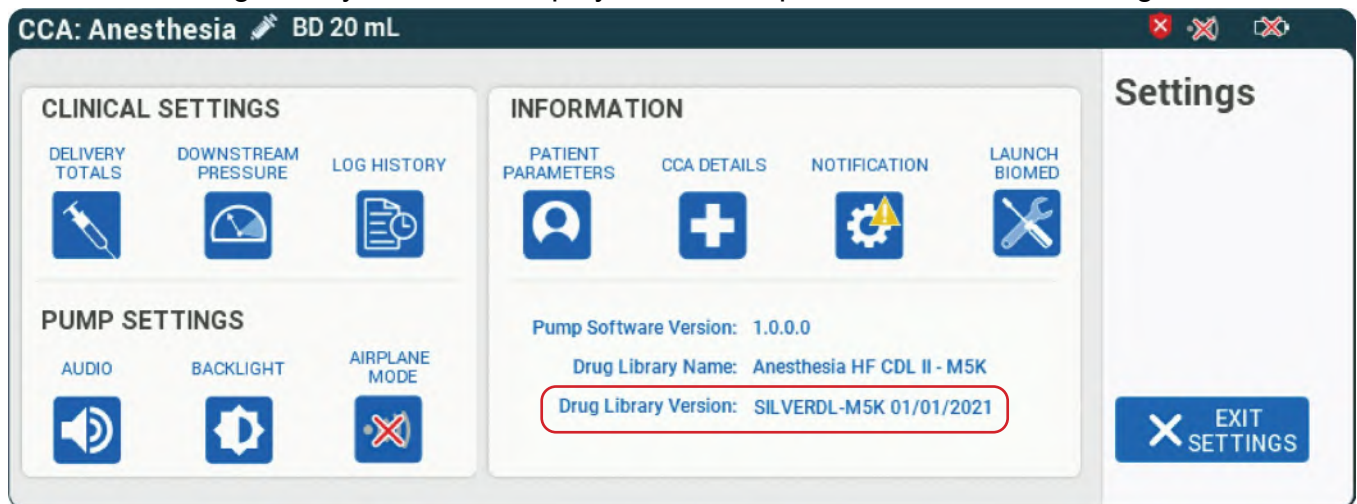 CCA: Anesthesia BD 20 mL
Settings
CLINICAL SETTINGS
DELIVERY
TOTALS
DOWNSTREAM
PRESSURE
LOG HISTORY
INFORMATION
PATIENT
PARAMETERS
CCA DETAILS
NOTIFICATION
LAUNCH
BIOMED
PUMP SETTINGS
AUDIO
BACKLIGHT
AIRPLANE
MODE
Pump Software Version: 1.0.0.0
Drug Library Name: Anesthesia HF CDL II - M5K
Drug Library Version: SILVERDL-M5K 01/01/2021
EXIT
SETTINGS